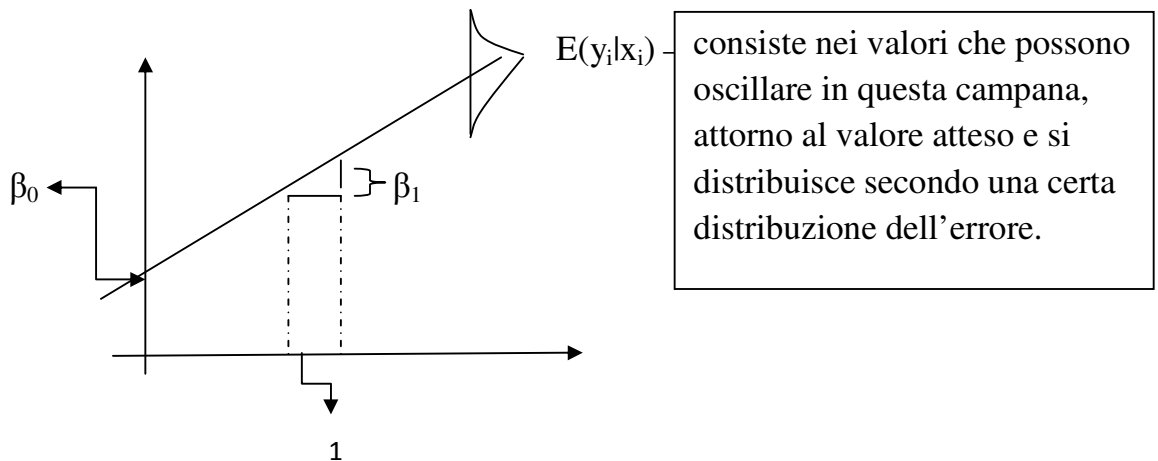 E(yᵢ|xᵢ)
consiste nei valori che possono
oscillare in questa campana,
attorno al valore atteso e si
distribuisce secondo una certa
distribuzione dell'errore.
β₀
β₁
1